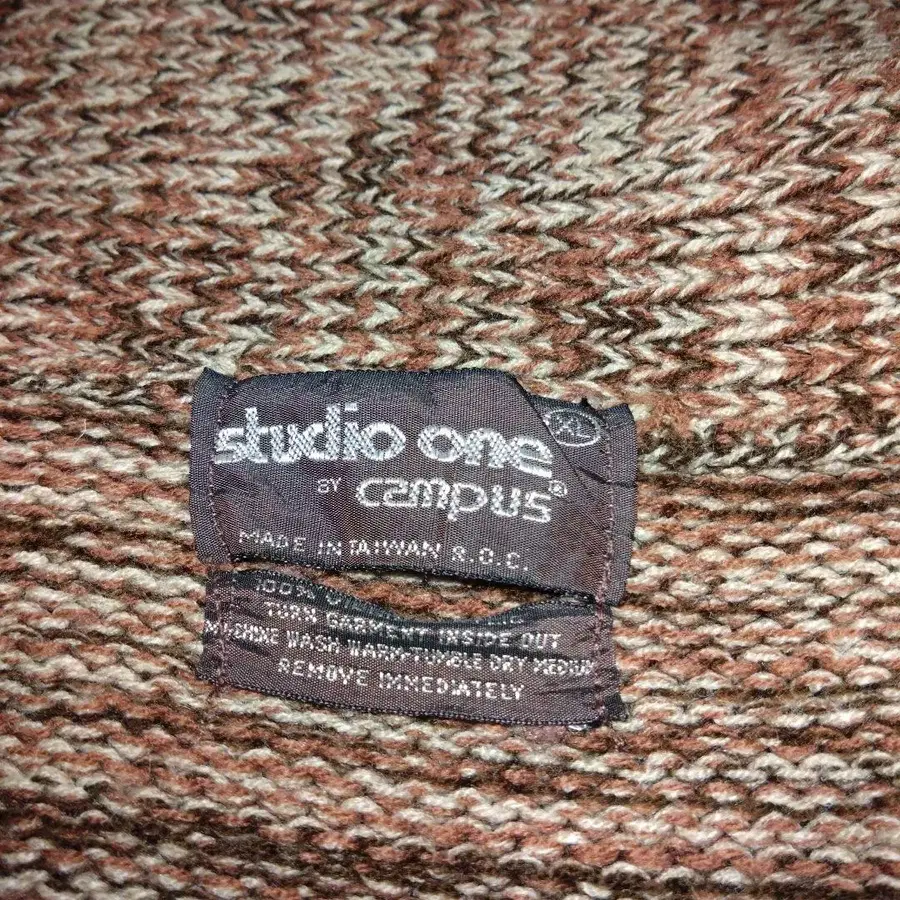 studio one
XL
BY campus®
MADE IN TAIWAN R.O.C.
100%
TURN GARMENT INSIDE OUT
MACHINE WASH WARM-TUMBLE DRY MEDIUM
REMOVE IMMEDIATELY